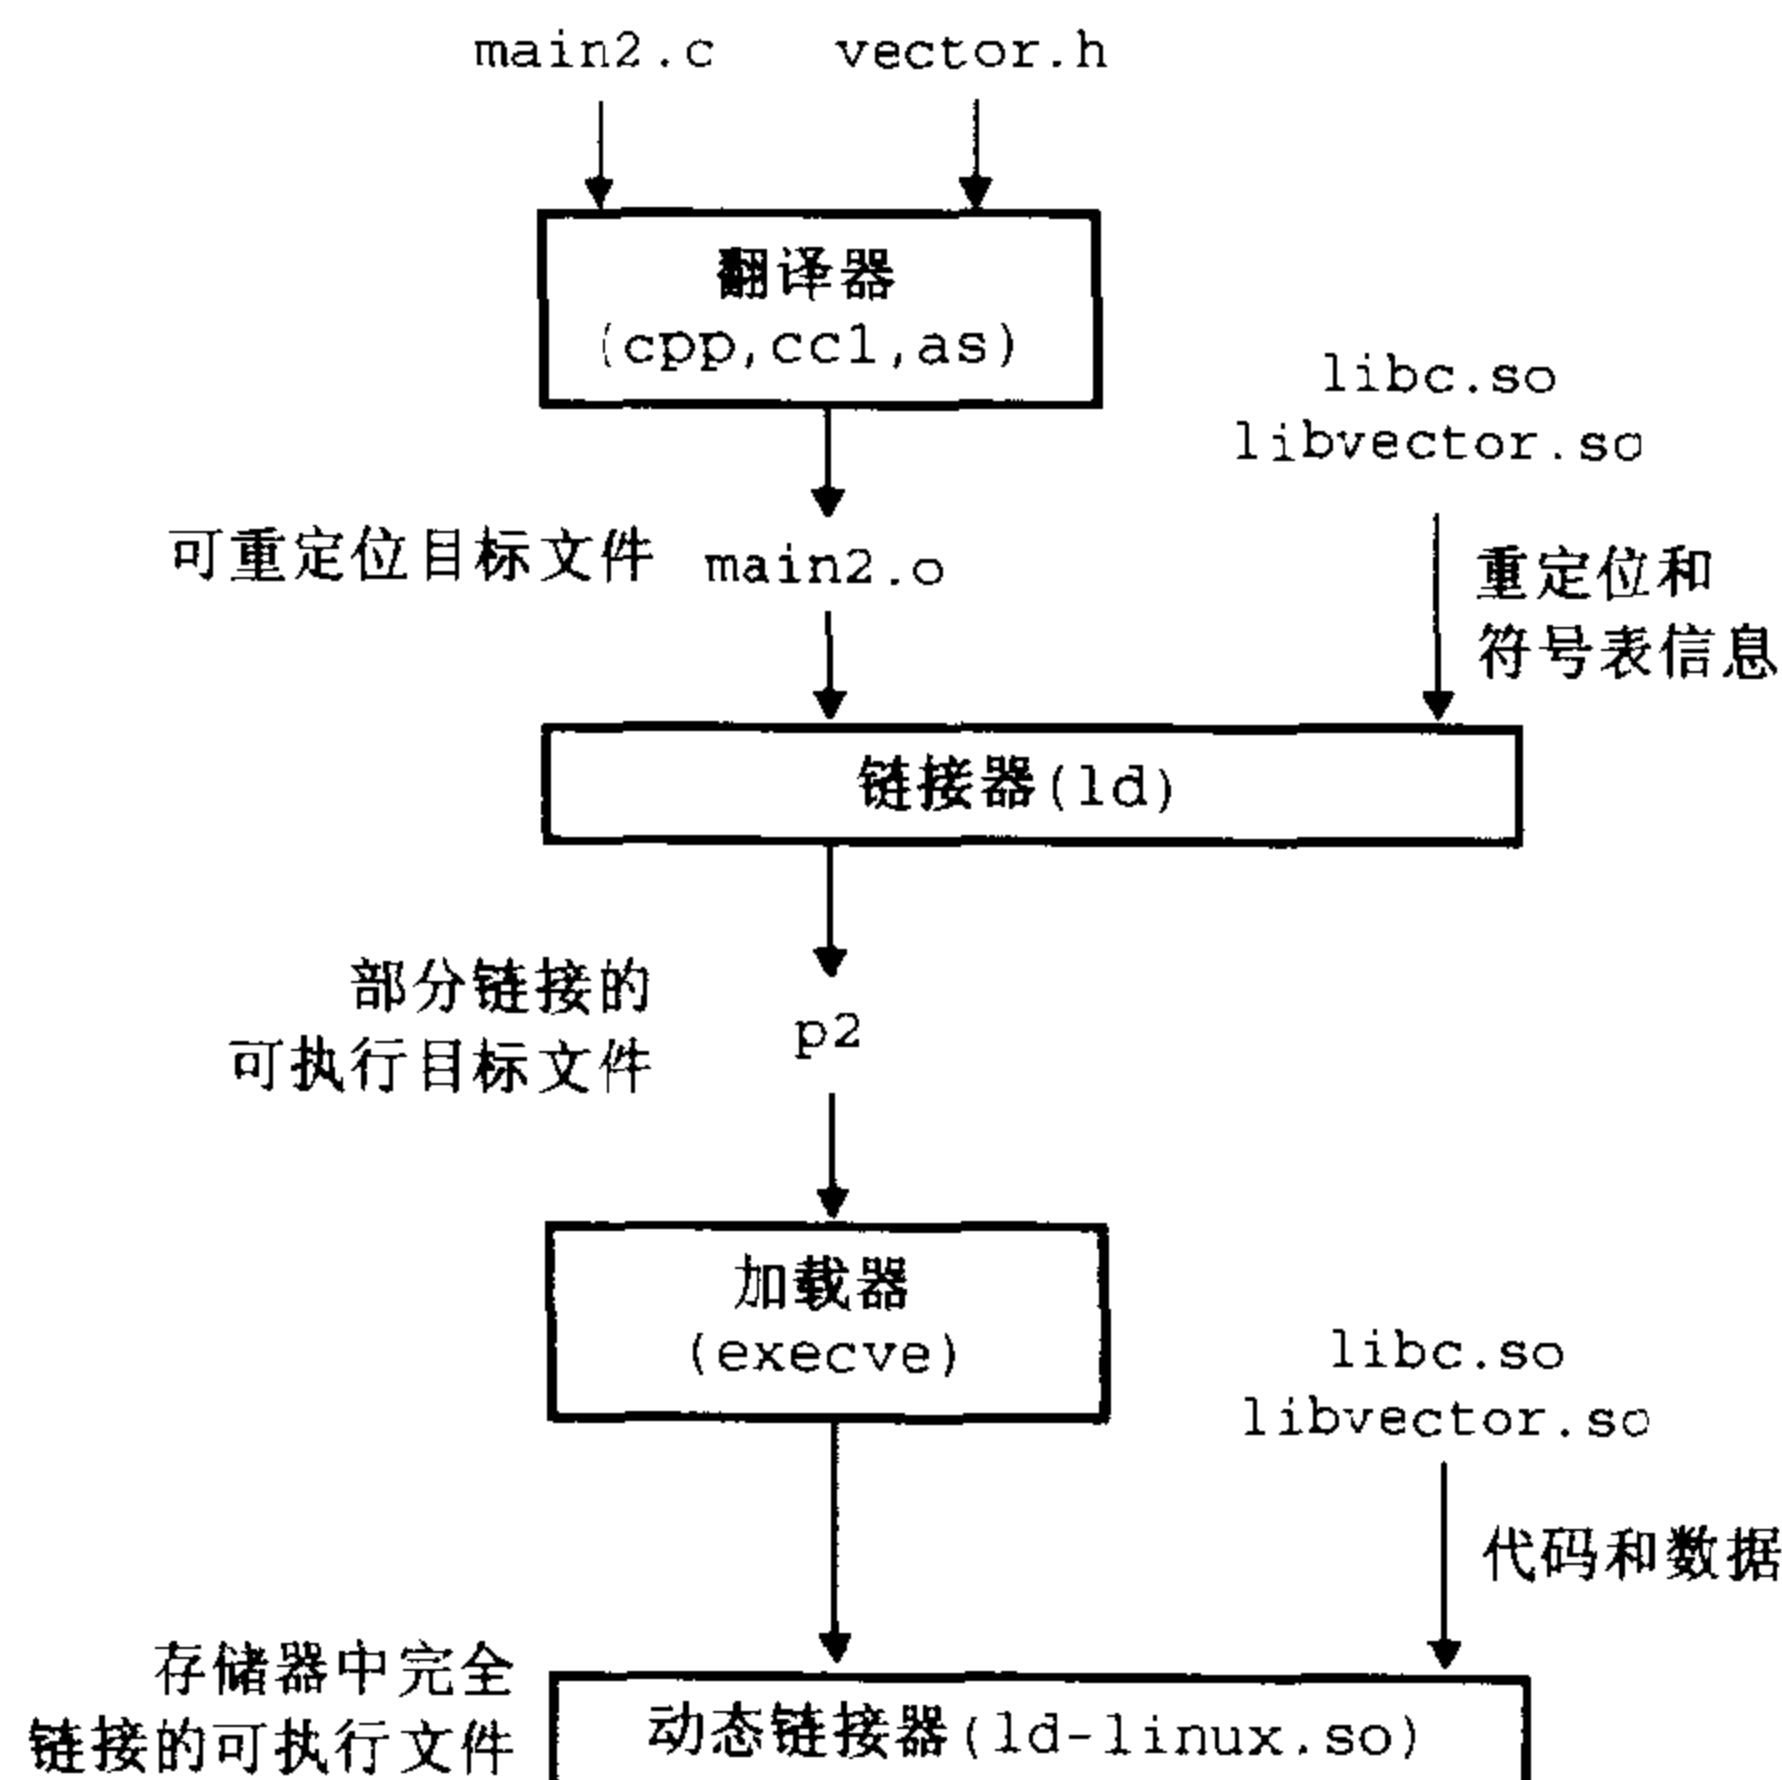 main2.c vector.h
翻译器
(cpp,cc1,as)
libc.so
libvector.so
可重定位目标文件 main2.o
重定位和
符号表信息
链接器(ld)
部分链接的
可执行目标文件
p2
加载器
(execve)
libc.so
libvector.so
代码和数据
存储器中完全
链接的可执行文件
动态链接器(ld-linux.so)